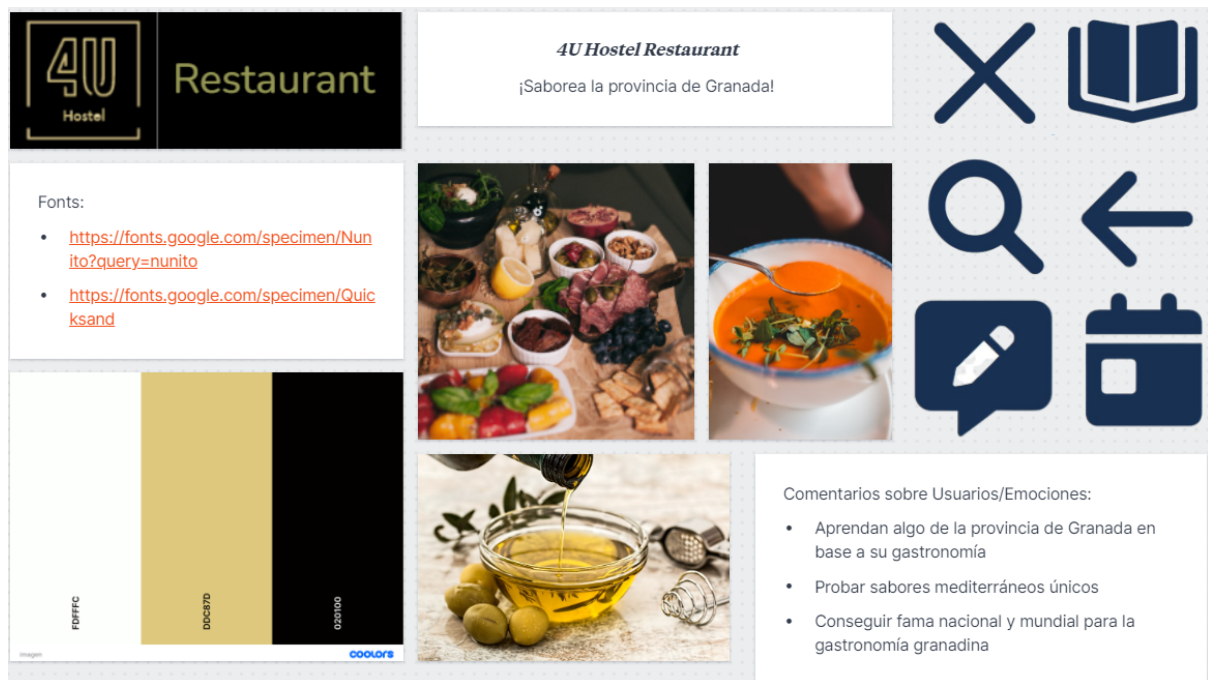 4U
Hostel
Restaurant
4U Hostel Restaurant
¡Saborea la provincia de Granada!
Fonts:
• https://fonts.google.com/specimen/Nun
ito?query=nunito
• https://fonts.google.com/specimen/Quic
ksand
FDFFFC
DDC87D
020100
Imagen
coolors
Comentarios sobre Usuarios/Emociones:
• Aprendan algo de la provincia de Granada en
base a su gastronomía
• Probar sabores mediterráneos únicos
• Conseguir fama nacional y mundial para la
gastronomía granadina